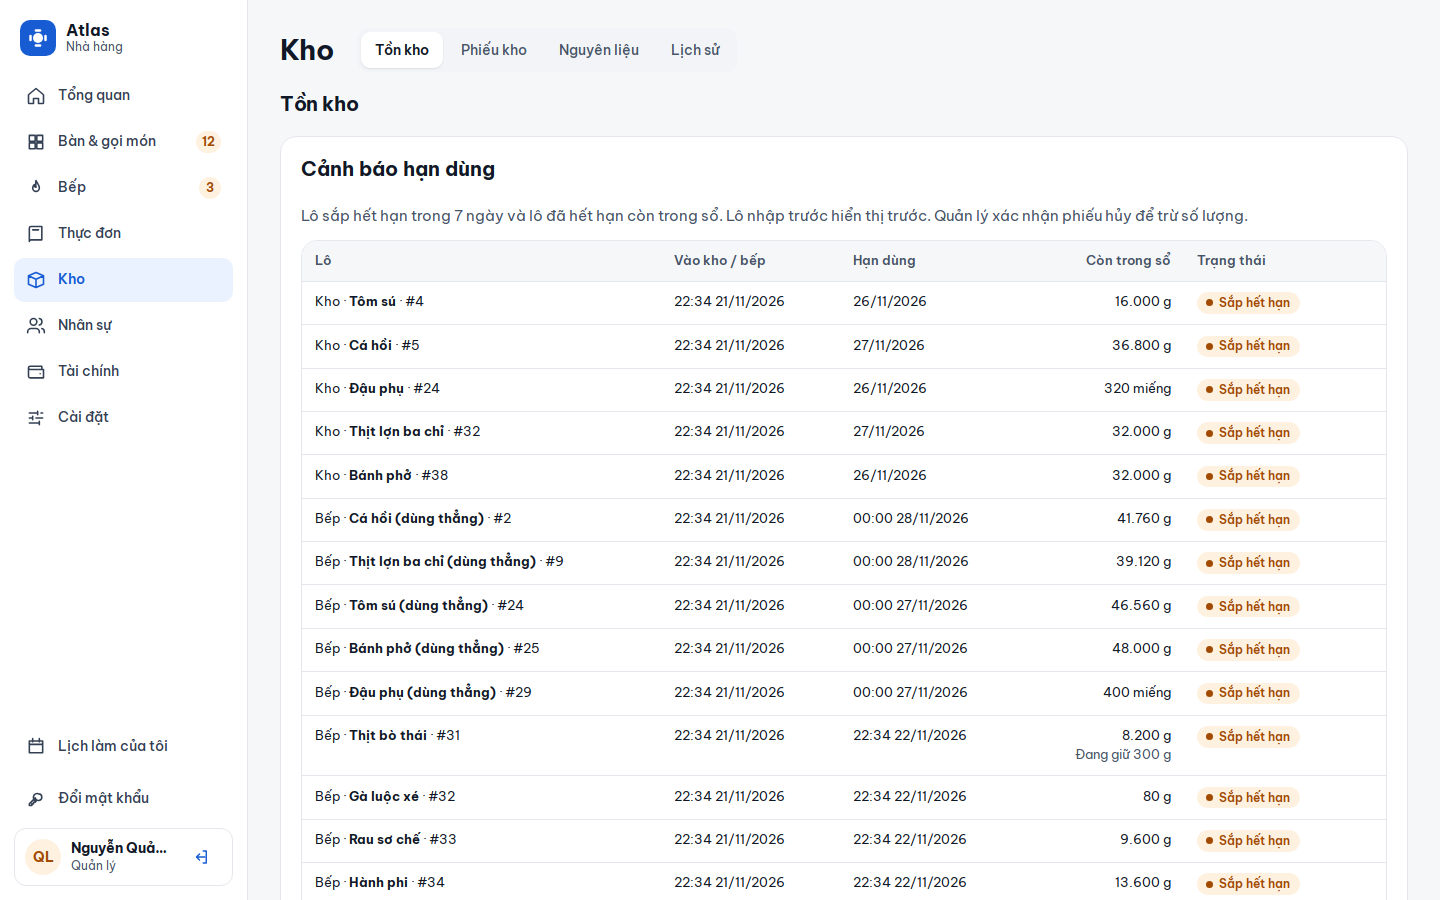 Atlas
Nhà hàng
Tổng quan
Bàn & gọi món 12
Bếp 3
Thực đơn
Kho
Nhân sự
Tài chính
Cài đặt
Lịch làm của tôi
Đổi mật khẩu
QL Nguyễn Quả...
Quản lý
Kho Tồn kho Phiếu kho Nguyên liệu Lịch sử
Tồn kho
Cảnh báo hạn dùng
Lô sắp hết hạn trong 7 ngày và lô đã hết hạn còn trong sổ. Lô nhập trước hiển thị trước. Quản lý xác nhận phiếu hủy để trừ số lượng.
Lô Vào kho / bếp Hạn dùng Còn trong sổ Trạng thái
Kho · Tôm sú · #4 22:34 21/11/2026 26/11/2026 16.000 g Sắp hết hạn
Kho · Cá hồi · #5 22:34 21/11/2026 27/11/2026 36.800 g Sắp hết hạn
Kho · Đậu phụ · #24 22:34 21/11/2026 26/11/2026 320 miếng Sắp hết hạn
Kho · Thịt lợn ba chỉ · #32 22:34 21/11/2026 27/11/2026 32.000 g Sắp hết hạn
Kho · Bánh phở · #38 22:34 21/11/2026 26/11/2026 32.000 g Sắp hết hạn
Bếp · Cá hồi (dùng thẳng) · #2 22:34 21/11/2026 00:00 28/11/2026 41.760 g Sắp hết hạn
Bếp · Thịt lợn ba chỉ (dùng thẳng) · #9 22:34 21/11/2026 00:00 28/11/2026 39.120 g Sắp hết hạn
Bếp · Tôm sú (dùng thẳng) · #24 22:34 21/11/2026 00:00 27/11/2026 46.560 g Sắp hết hạn
Bếp · Bánh phở (dùng thẳng) · #25 22:34 21/11/2026 00:00 27/11/2026 48.000 g Sắp hết hạn
Bếp · Đậu phụ (dùng thẳng) · #29 22:34 21/11/2026 00:00 27/11/2026 400 miếng Sắp hết hạn
Bếp · Thịt bò thái · #31 22:34 21/11/2026 22:34 22/11/2026 8.200 g Sắp hết hạn
Đang giữ 300 g
Bếp · Gà luộc xé · #32 22:34 21/11/2026 22:34 22/11/2026 80 g Sắp hết hạn
Bếp · Rau sơ chế · #33 22:34 21/11/2026 22:34 22/11/2026 9.600 g Sắp hết hạn
Bếp · Hành phi · #34 22:34 21/11/2026 22:34 22/11/2026 13.600 g Sắp hết hạn